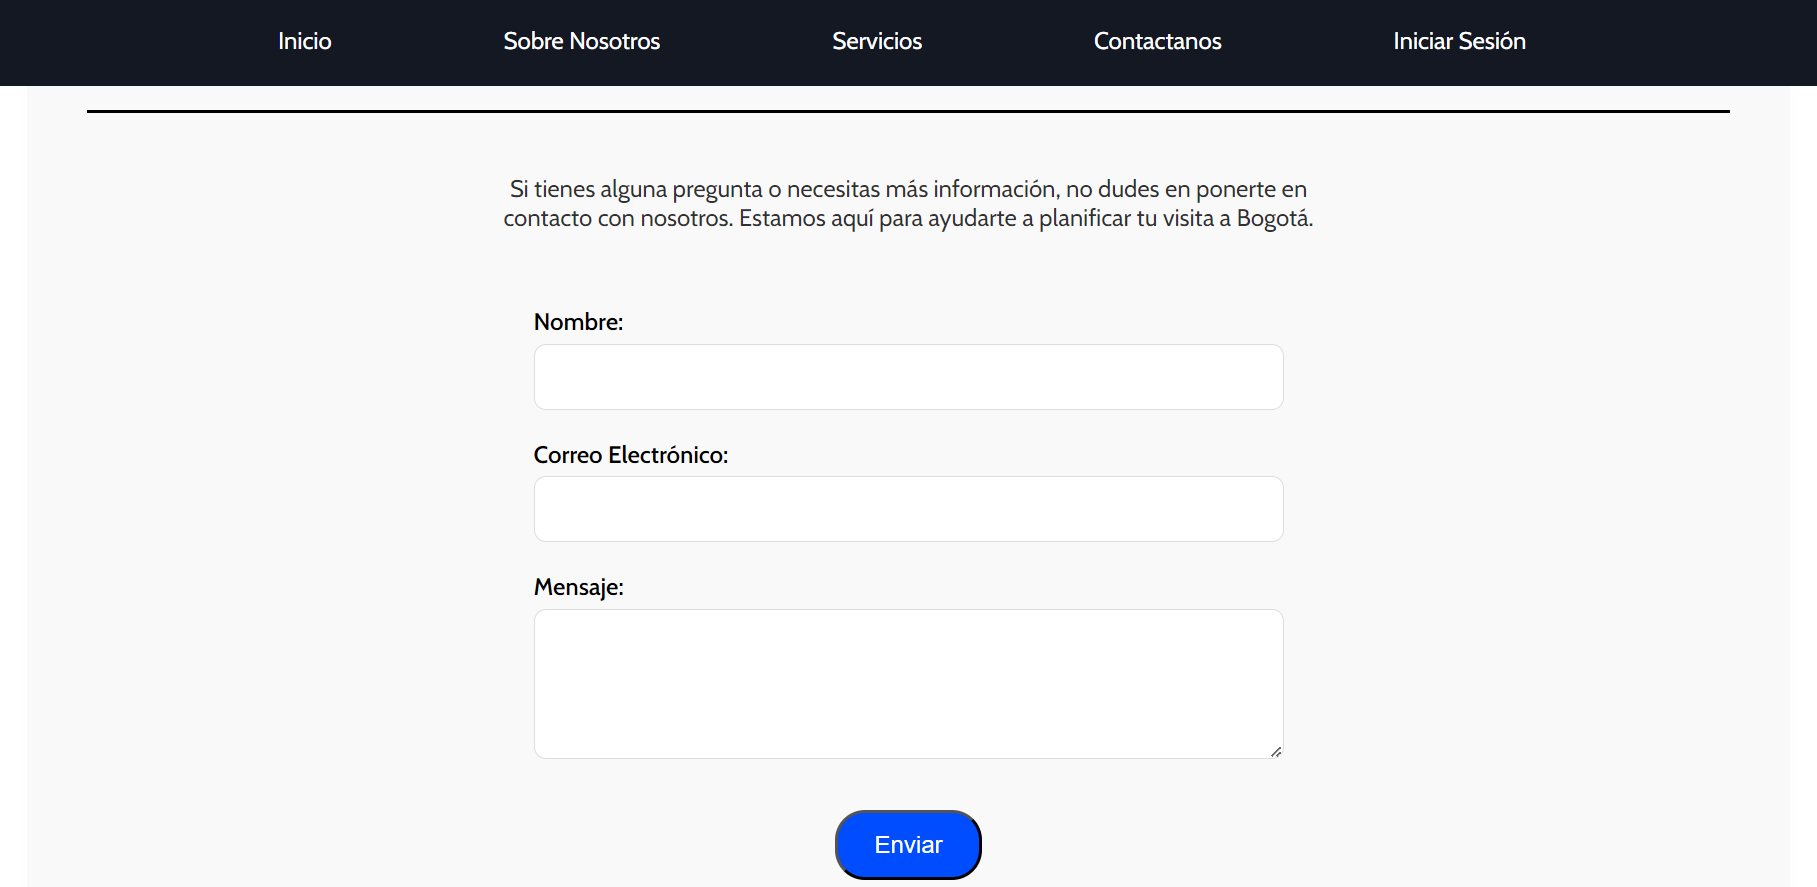 Inicio Sobre Nosotros Servicios Contactanos Iniciar Sesión
Si tienes alguna pregunta o necesitas más información, no dudes en ponerte en
contacto con nosotros. Estamos aquí para ayudarte a planificar tu visita a Bogotá.
Nombre:
Correo Electrónico:
Mensaje:
Enviar